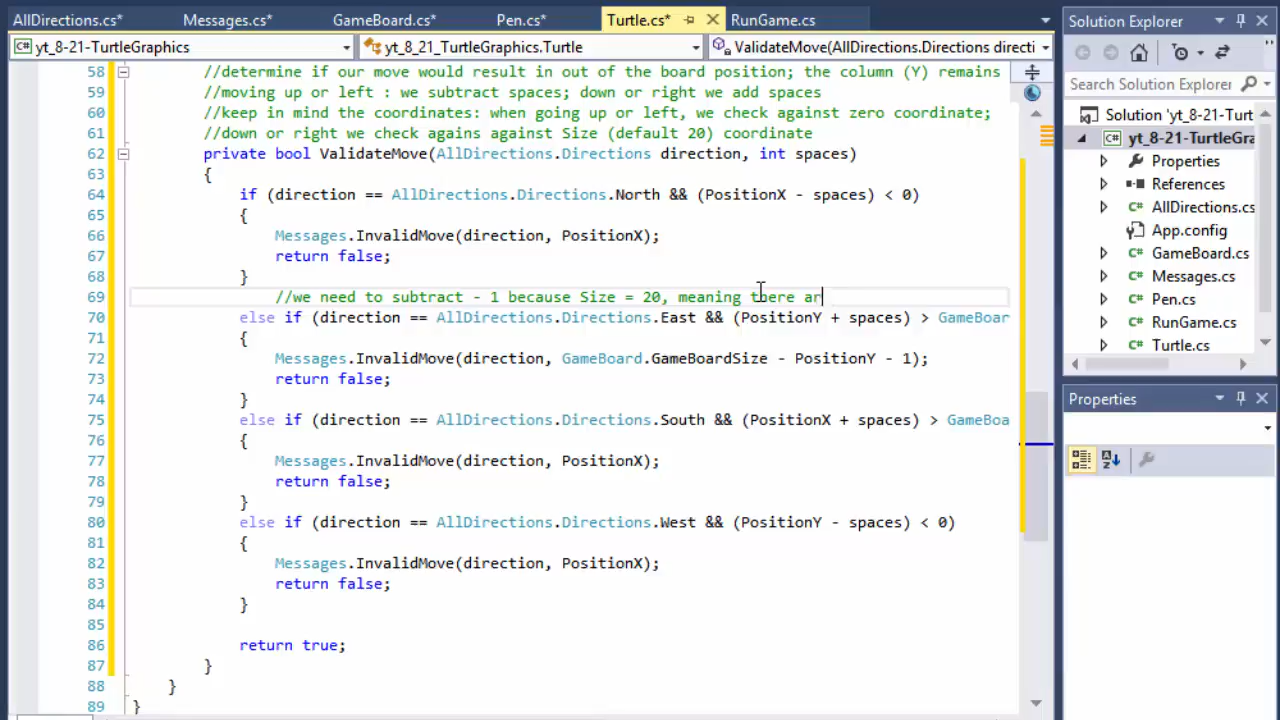 AllDirections.cs* Messages.cs* GameBoard.cs* Pen.cs* Turtle.cs* RunGame.cs Solution Explorer
yt_8-21-TurtleGraphics yt_8_21_TurtleGraphics.Turtle ValidateMove(AllDirections.Directions directi
Search Solution Explorer
Solution 'yt_8-21-Turt
yt_8-21-TurtleGra
Properties
References
AllDirections.cs
App.config
GameBoard.cs
Messages.cs
Pen.cs
RunGame.cs
Turtle.cs
Properties
58 //determine if our move would result in out of the board position; the column (Y) remains
59 //moving up or left : we subtract spaces; down or right we add spaces
60 //keep in mind the coordinates: when going up or left, we check against zero coordinate;
61 //down or right we check agains against Size (default 20) coordinate
62 private bool ValidateMove(AllDirections.Directions direction, int spaces)
63 {
64 if (direction == AllDirections.Directions.North && (PositionX - spaces) < 0)
65 {
66 Messages.InvalidMove(direction, PositionX);
67 return false;
68 }
69 //we need to subtract - 1 because Size = 20, meaning there ar
70 else if (direction == AllDirections.Directions.East && (PositionY + spaces) > GameBoar
71 {
72 Messages.InvalidMove(direction, GameBoard.GameBoardSize - PositionY - 1);
73 return false;
74 }
75 else if (direction == AllDirections.Directions.South && (PositionX + spaces) > GameBoa
76 {
77 Messages.InvalidMove(direction, PositionX);
78 return false;
79 }
80 else if (direction == AllDirections.Directions.West && (PositionY - spaces) < 0)
81 {
82 Messages.InvalidMove(direction, PositionX);
83 return false;
84 }
85
86 return true;
87 }
88 }
89 }